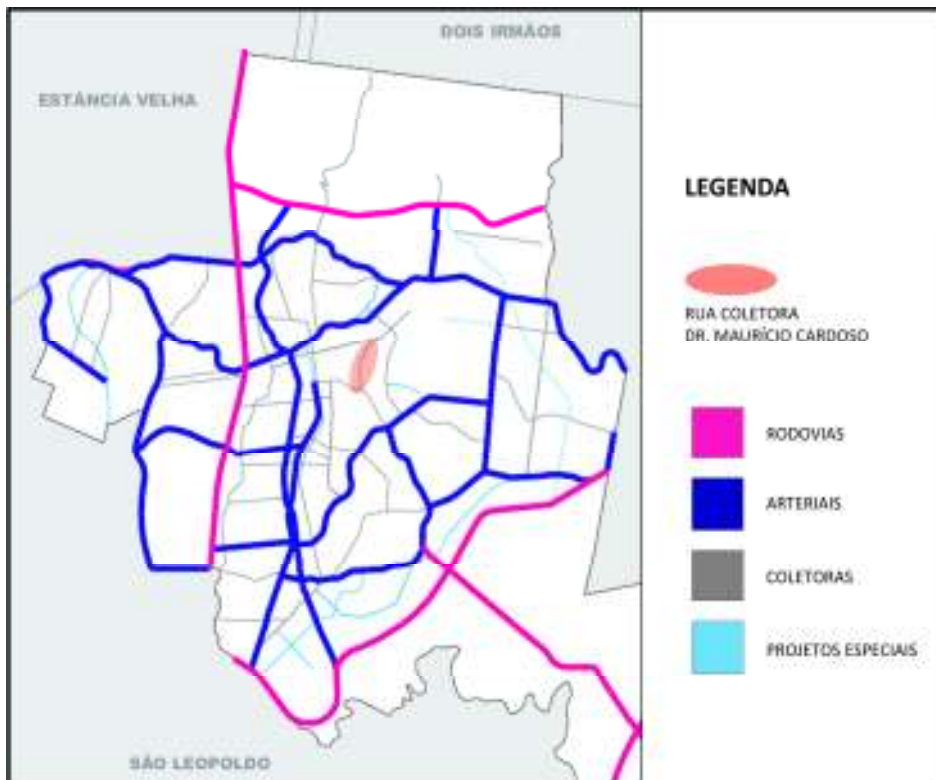 DOIS IRMÃOS
ESTÂNCIA VELHA
LEGENDA
RUA COLETORA
DR. MAURÍCIO CARDOSO
RODOVIAS
ARTERIAIS
COLETORAS
PROJETOS ESPECIAIS
SÃO LEOPOLDO